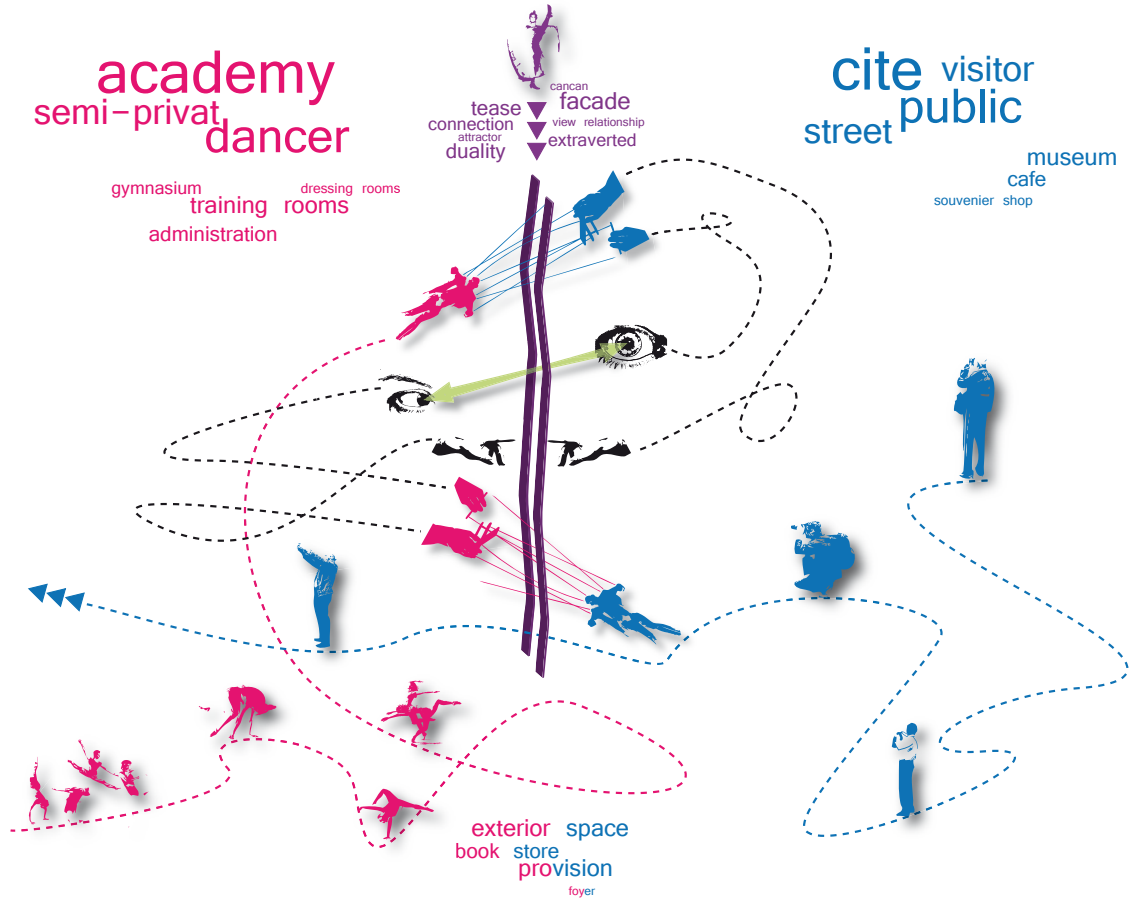 academy
semi-privat
dancer
gymnasium
dressing rooms
training rooms
administration
cancan
tease
facade
connection
view relationship
attractor
extraverted
duality
cite visitor
public
street
museum
cafe
souvenier shop
exterior space
book store
provision
foyer